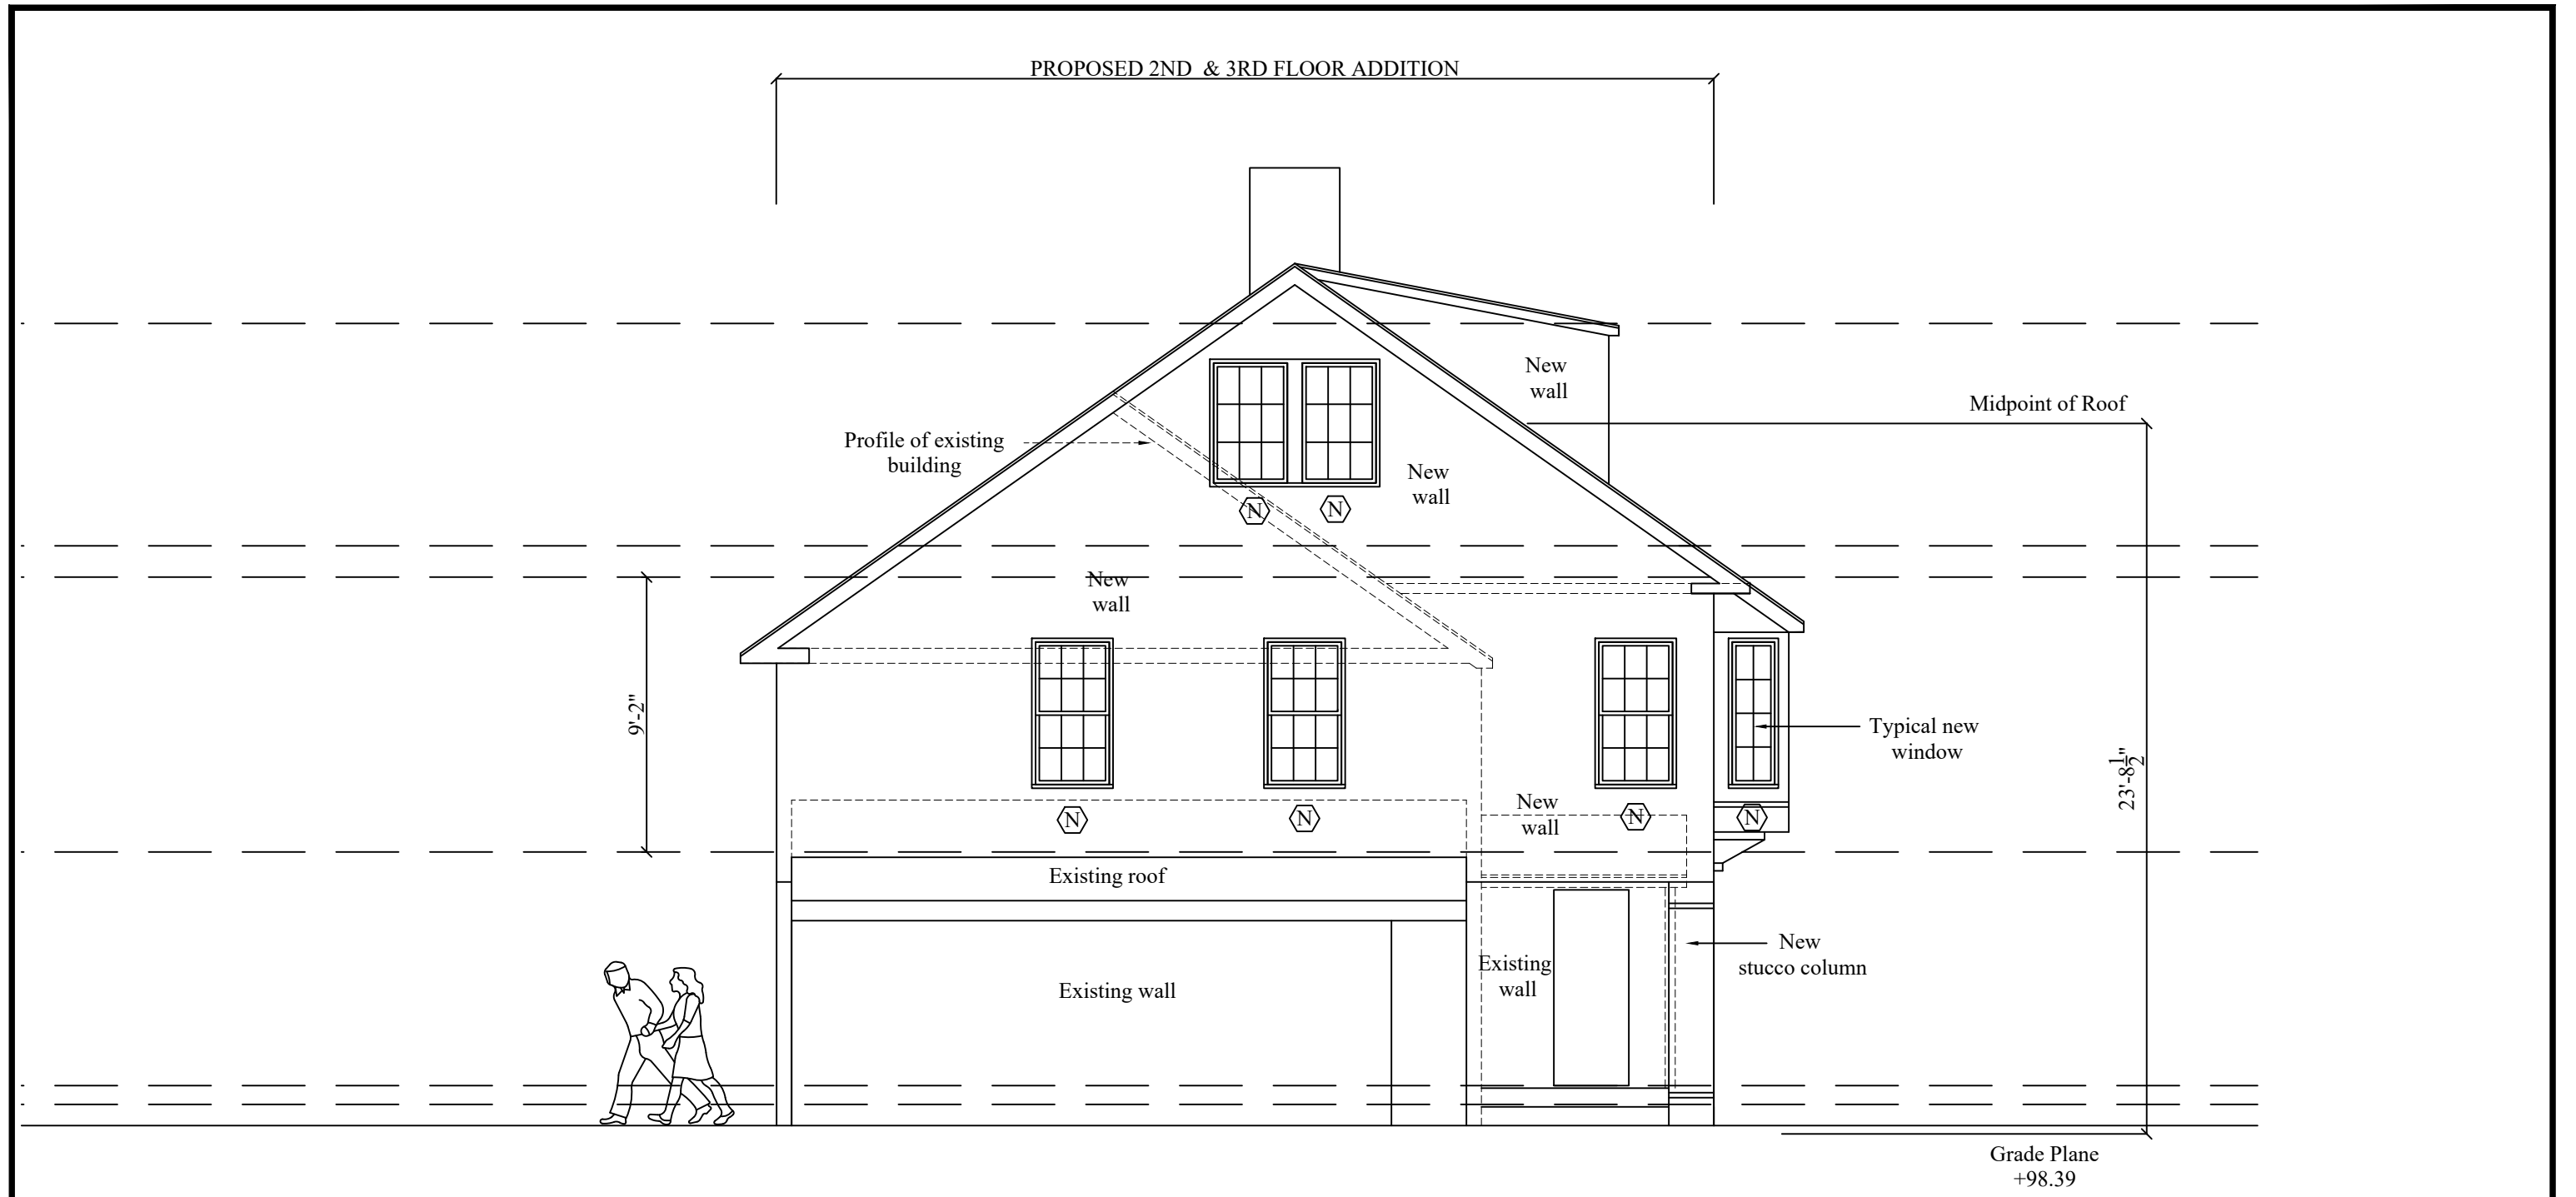 PROPOSED 2ND & 3RD FLOOR ADDITION
New
wall
Midpoint of Roof
Profile of existing
building
New
wall
N
N
New
wall
9'-2"
Typical new
window
23'-8 1/2"
New
wall
N
N
N
N
Existing roof
New
stucco column
Existing
wall
Existing wall
Grade Plane
+98.39